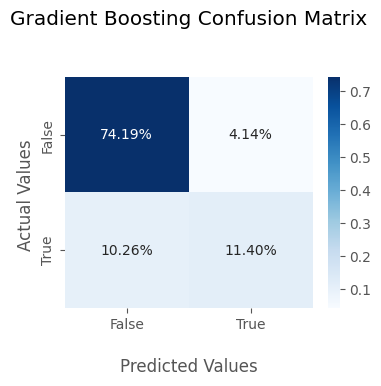 Gradient Boosting Confusion Matrix
Actual Values
False
True
74.19%
4.14%
10.26%
11.40%
False
True
Predicted Values
0.7
0.6
0.5
0.4
0.3
0.2
0.1